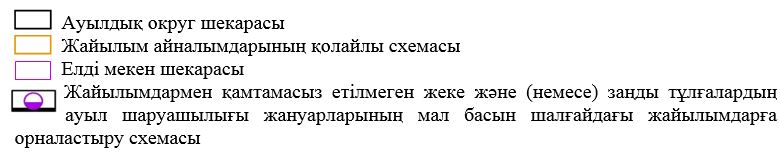 Ауылдық округ шекарасы
Жайылым айналымдарының қолайлы схемасы
Елді мекен шекарасы
Жайылымдармен қамтамасыз етілмеген жеке және (немесе) заңды тұлғалардың
ауыл шаруашылығы жануарларының мал басын шалғайдағы жайылымдарға
орналастыру схемасы